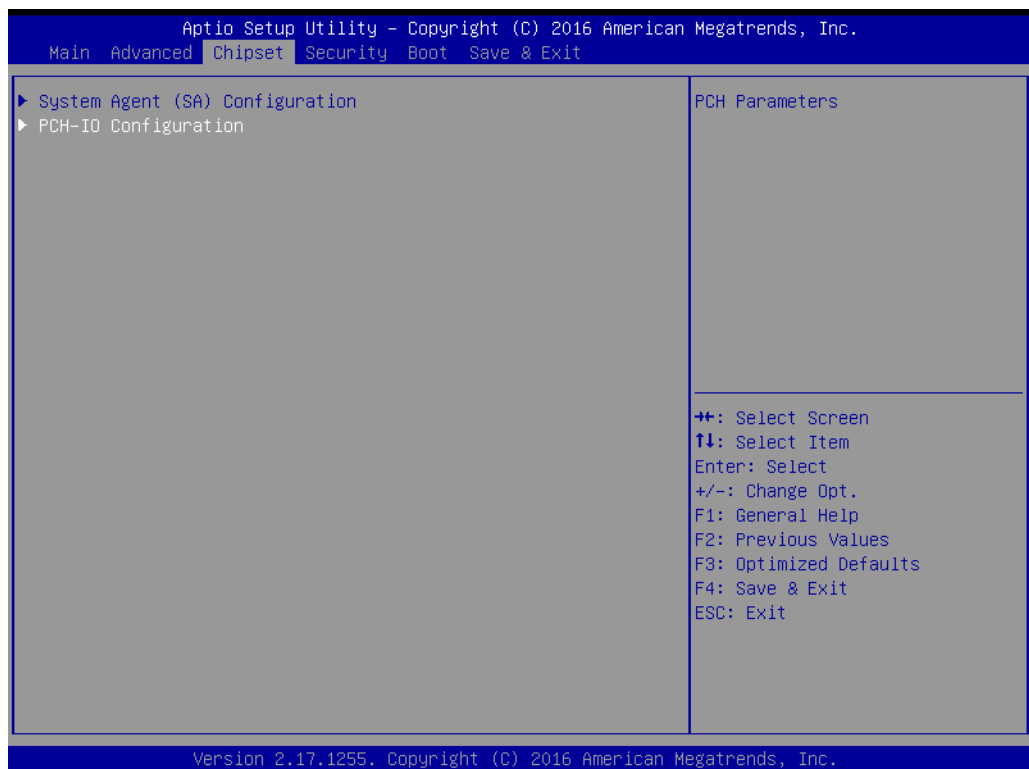 Aptio Setup Utility – Copyright (C) 2016 American Megatrends, Inc.
Main Advanced Chipset Security Boot Save & Exit
▶ System Agent (SA) Configuration
▶ PCH-IO Configuration
PCH Parameters
→←: Select Screen
↑↓: Select Item
Enter: Select
+/-: Change Opt.
F1: General Help
F2: Previous Values
F3: Optimized Defaults
F4: Save & Exit
ESC: Exit
Version 2.17.1255. Copyright (C) 2016 American Megatrends, Inc.